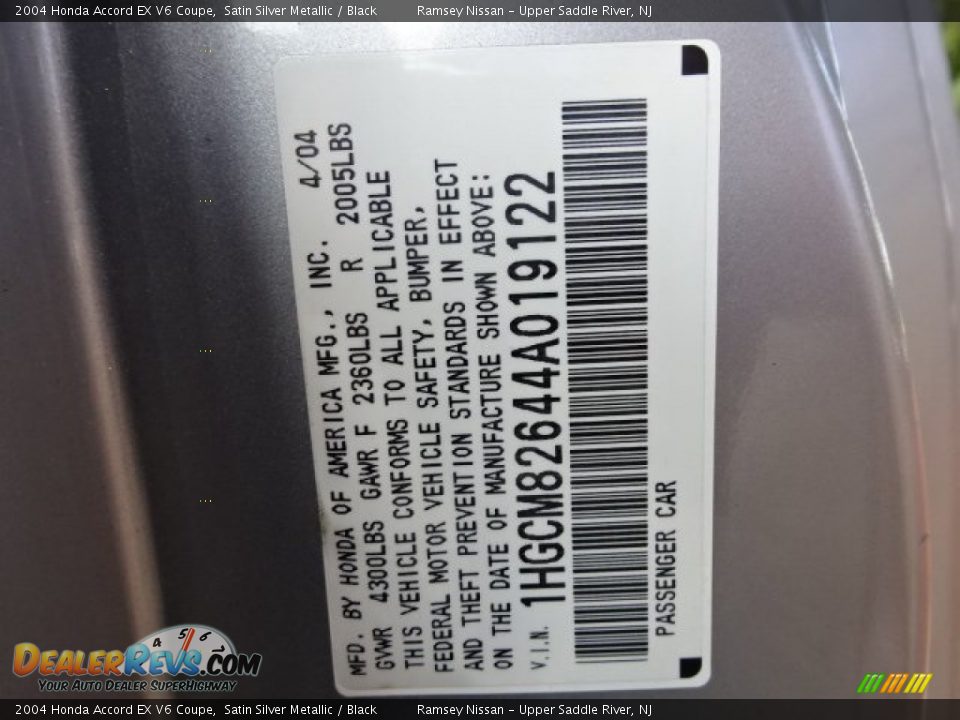 2004 Honda Accord EX V6 Coupe, Satin Silver Metallic / Black Ramsey Nissan - Upper Saddle River, NJ
MFD. BY HONDA OF AMERICA MFG., INC. 4/04
GVWR 4300LBS GAWR F 2360LBS R 2005LBS
THIS VEHICLE CONFORMS TO ALL APPLICABLE
FEDERAL MOTOR VEHICLE SAFETY, BUMPER,
AND THEFT PREVENTION STANDARDS IN EFFECT
ON THE DATE OF MANUFACTURE SHOWN ABOVE:
V.I.N. 1HGCM82644A019122
PASSENGER CAR
4 5 6
DEALERREVS.COM
YOUR AUTO DEALER SUPERHIGHWAY
2004 Honda Accord EX V6 Coupe, Satin Silver Metallic / Black Ramsey Nissan - Upper Saddle River, NJ